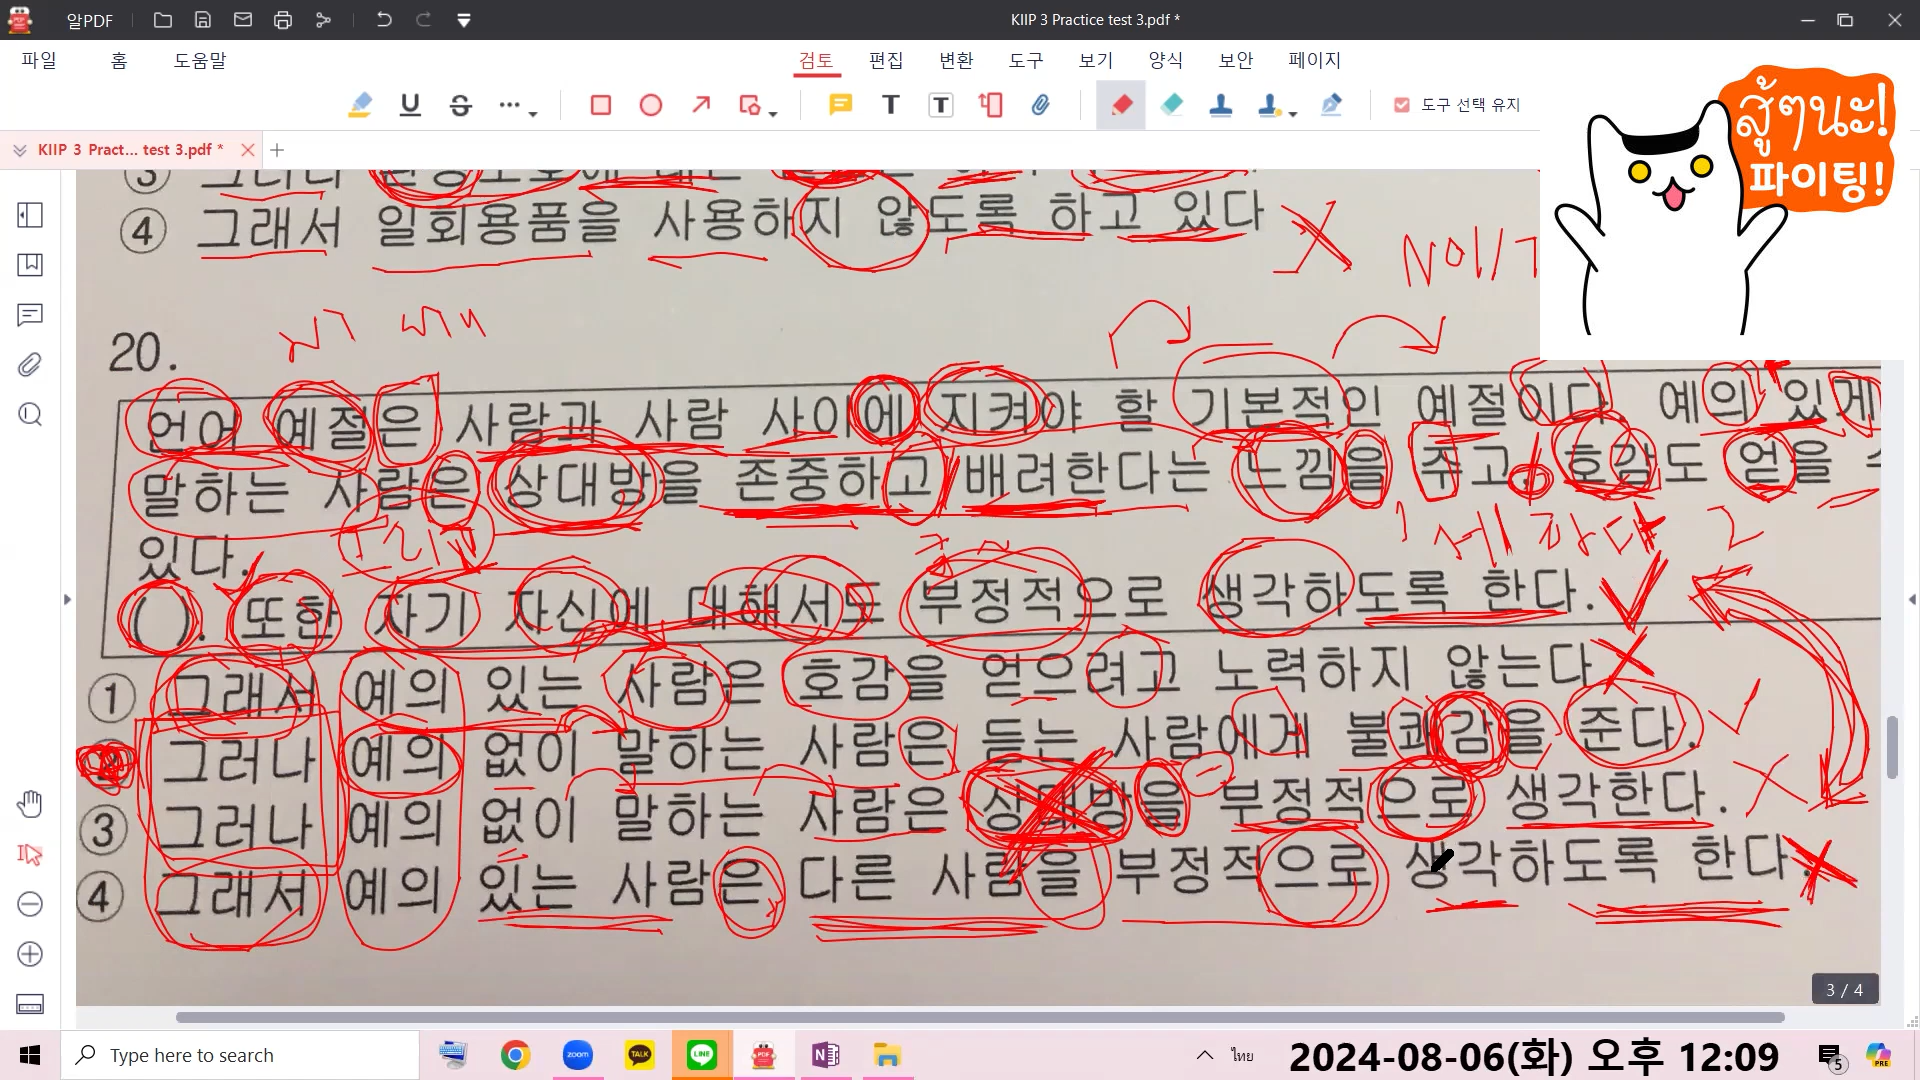 알PDF
KIIP 3 Practice test 3.pdf *
파일 홈 도움말 검토 편집 변환 도구 보기 양식 보안 페이지
도구 선택 유지
KIIP 3 Pract... test 3.pdf *
สู้ๆนะ!
파이팅!
④ 그래서 일회용품을 사용하지 않도록 하고 있다
20.
언어 예절은 사람과 사람 사이에 지켜야 할 기본적인 예절이다 예의 있게
말하는 사람은 상대방을 존중하고 배려한다는 느낌을 주고, 호감도 얻을
있다.
( ). 또한 자기 자신에 대해서도 부정적으로 생각하도록 한다.
① 그래서 예의 있는 사람은 호감을 얻으려고 노력하지 않는다
그러나 예의 없이 말하는 사람은 듣는 사람에게 불쾌감을 준다.
③ 그러나 예의 없이 말하는 사람은 상대방을 부정적으로 생각한다.
④ 그래서 예의 있는 사람은 다른 사람을 부정적으로 생각하도록 한다.
3 / 4
Type here to search
zoom
TALK
LINE
PDF
N
ไทย
2024-08-06(화) 오후 12:09
5
PRE